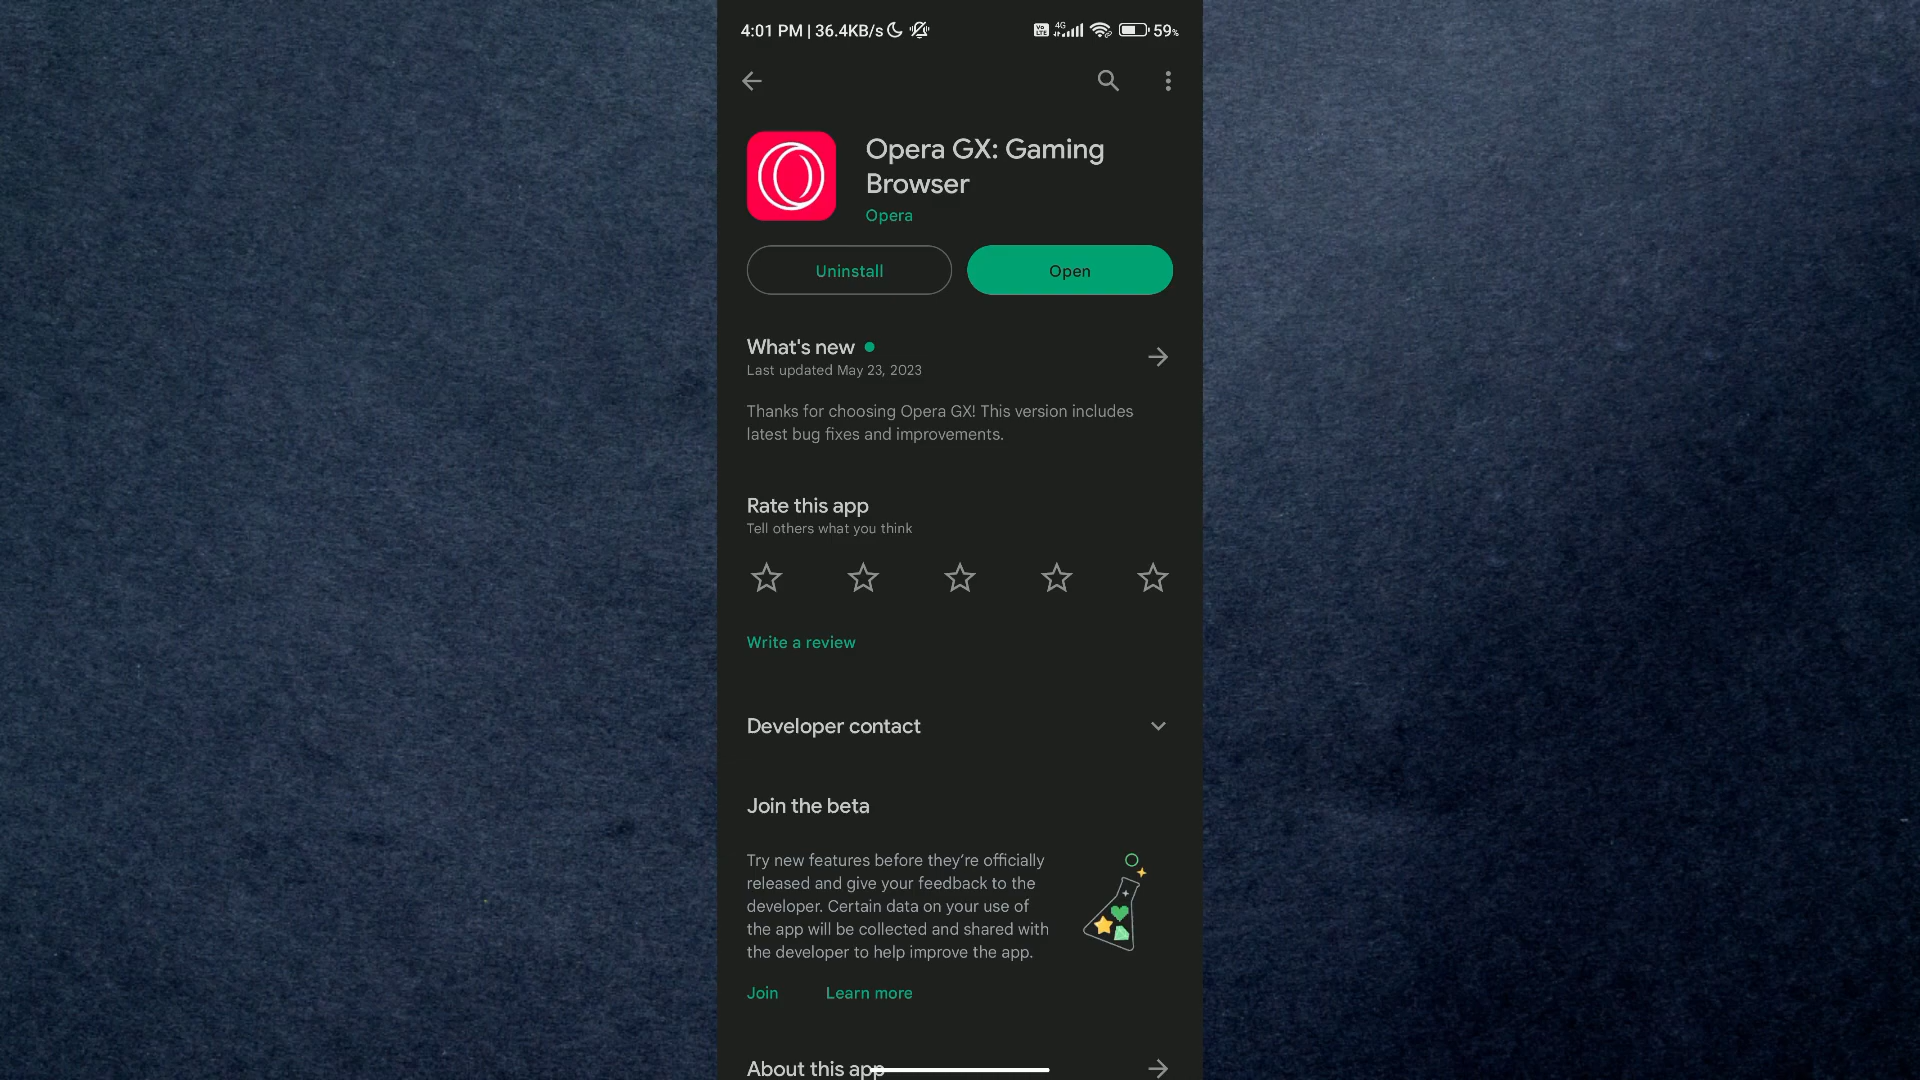 4:01 PM | 36.4KB/s 4G 59%
Opera GX: Gaming
Browser
Opera
Uninstall
Open
What's new
Last updated May 23, 2023
Thanks for choosing Opera GX! This version includes
latest bug fixes and improvements.
Rate this app
Tell others what you think
Write a review
Developer contact
Join the beta
Try new features before they’re officially
released and give your feedback to the
developer. Certain data on your use of
the app will be collected and shared with
the developer to help improve the app.
Join
Learn more
About this app